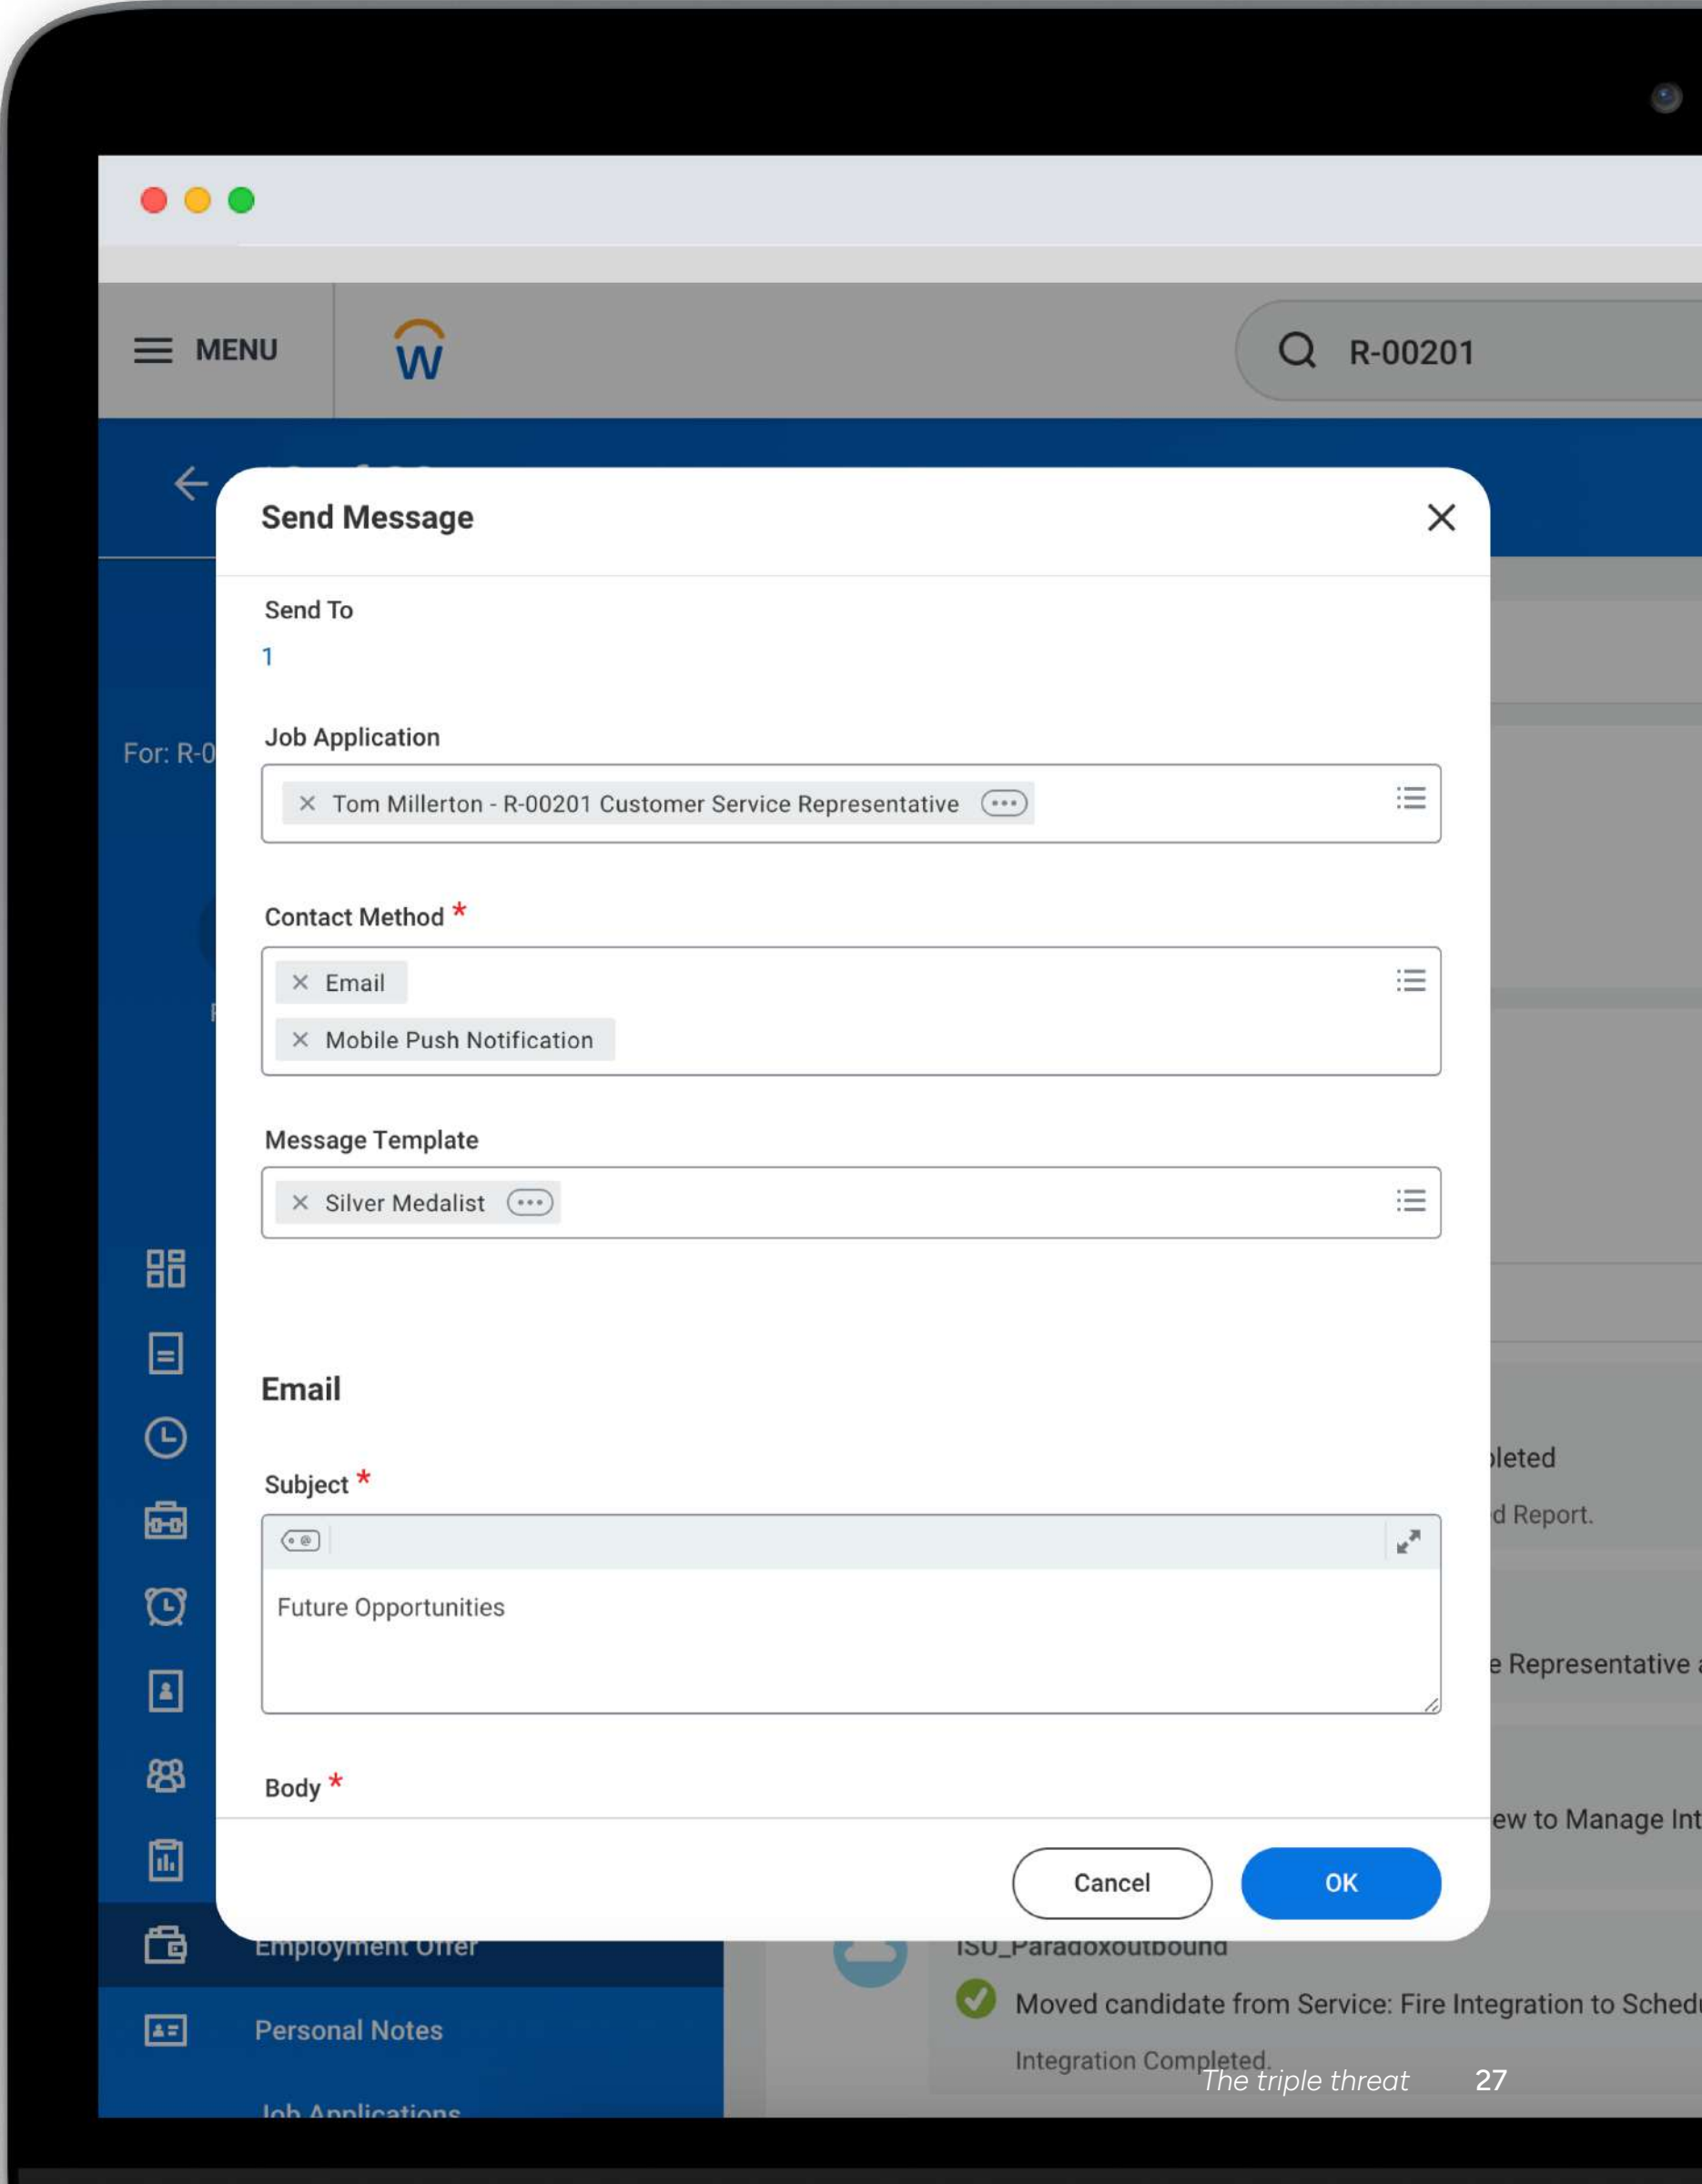 MENU
W
R-00201
Send Message
Send To
1
For: R-0
Job Application
Tom Millerton - R-00201 Customer Service Representative
Contact Method *
Email
Mobile Push Notification
Message Template
Silver Medalist
Email
Subject *
Future Opportunities
Body *
Cancel
OK
pleted
d Report.
e Representative
ew to Manage Int
Employment Offer
ISU_Paradoxoutbound
Moved candidate from Service: Fire Integration to Sched
Personal Notes
Integration Completed.
The triple threat 27
Job Applications